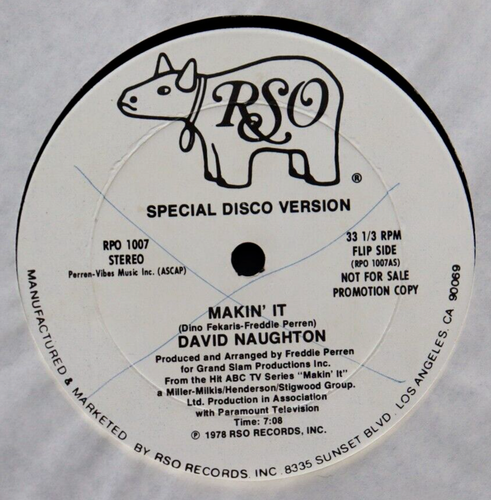 RSO
®
SPECIAL DISCO VERSION
RPO 1007
STEREO
Perren-Vibes Music Inc. (ASCAP)
33 1/3 RPM
FLIP SIDE
(RPO 1007AS)
NOT FOR SALE
PROMOTION COPY
MAKIN' IT
(Dino Fekaris-Freddie Perren)
DAVID NAUGHTON
Produced and Arranged by Freddie Perren
for Grand Slam Productions Inc.
From the Hit ABC TV Series "Makin' It"
a Miller-Milkis/Henderson/Stigwood Group.
Ltd. Production in Association
with Paramount Television
Time: 7:08
℗ 1978 RSO RECORDS, INC.
MANUFACTURED & MARKETED BY RSO RECORDS, INC. 8335 SUNSET BLVD. LOS ANGELES, CA 90069